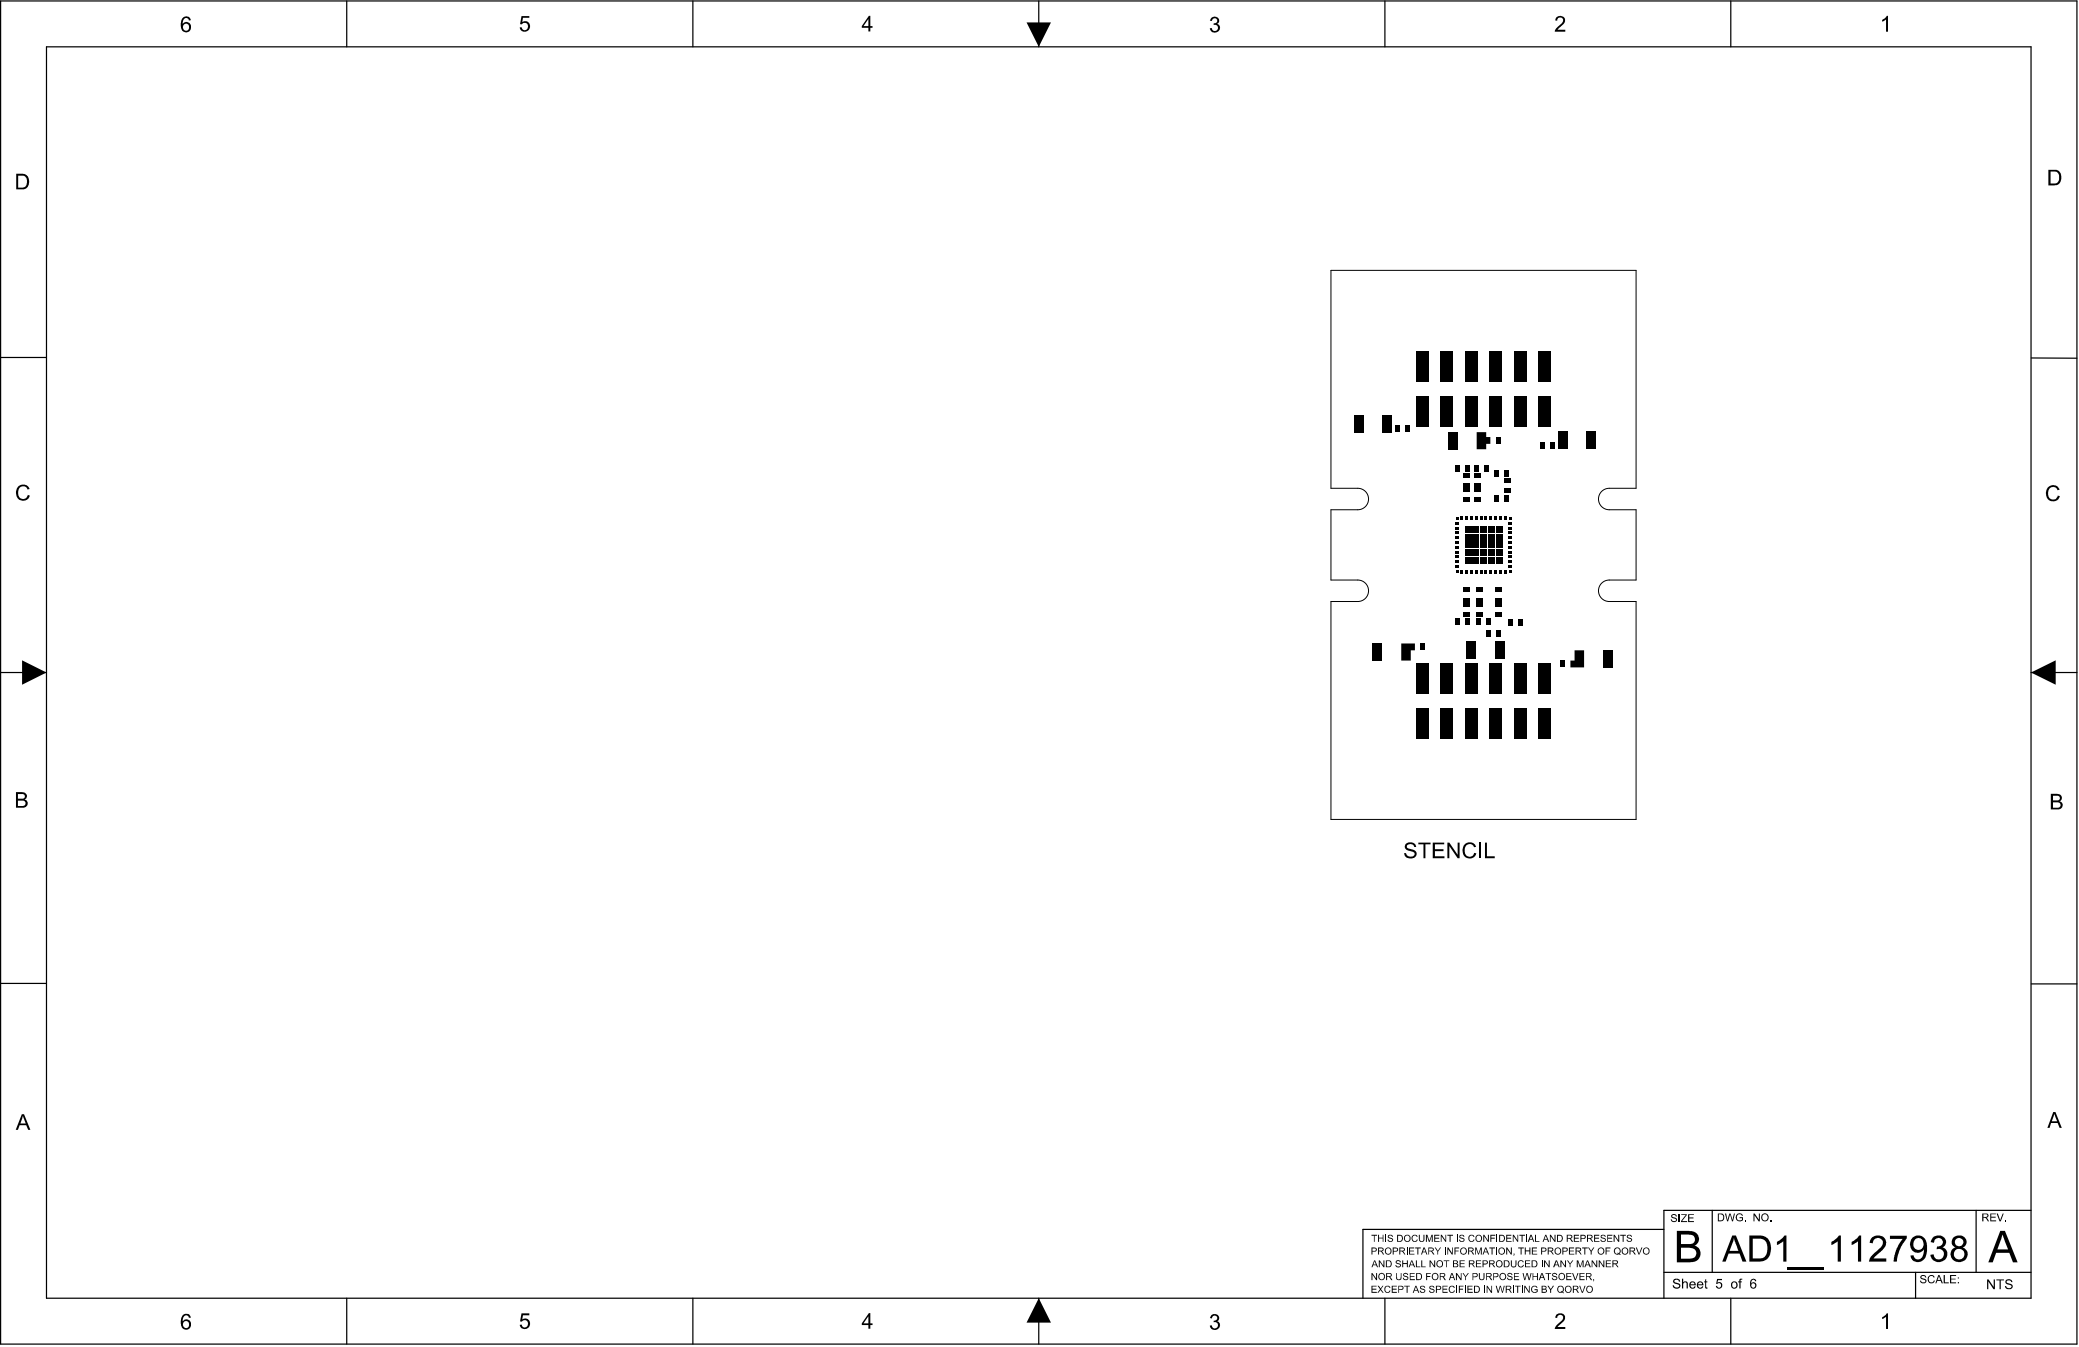 6 5 4 3 2 1
D D
C C
B B
A A
STENCIL
THIS DOCUMENT IS CONFIDENTIAL AND REPRESENTS
PROPRIETARY INFORMATION, THE PROPERTY OF QORVO
AND SHALL NOT BE REPRODUCED IN ANY MANNER
NOR USED FOR ANY PURPOSE WHATSOEVER,
EXCEPT AS SPECIFIED IN WRITING BY QORVO
SIZE DWG. NO. REV.
B AD1__1127938 A
Sheet 5 of 6 SCALE: NTS
6 5 4 3 2 1